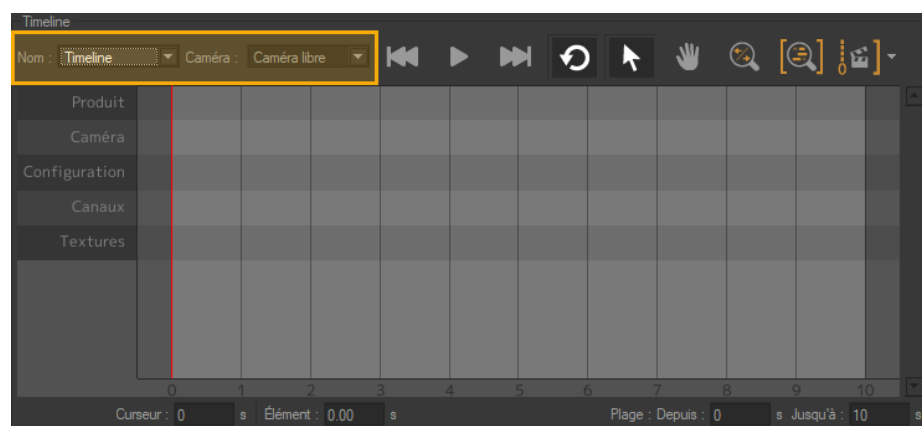 Timeline
Nom : Timeline Caméra : Caméra libre
Produit
Caméra
Configuration
Canaux
Textures
0 1 2 3 4 5 6 7 8 9 10
Curseur : 0 s Élément : 0.00 s Plage : Depuis : 0 s Jusqu'à : 10 s